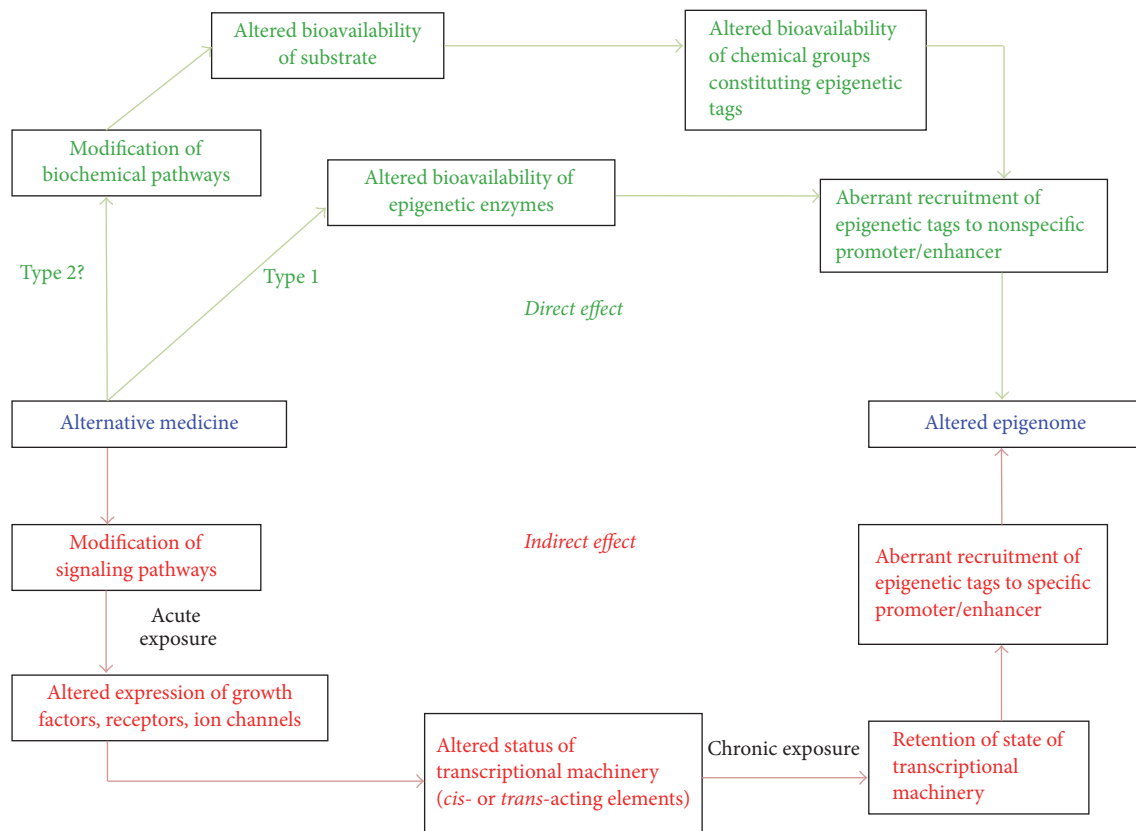 Altered bioavailability
of substrate
Altered bioavailability
of chemical groups
constituting epigenetic
tags
Modification of
biochemical pathways
Altered bioavailability of
epigenetic enzymes
Aberrant recruitment of
epigenetic tags to nonspecific
promoter/enhancer
Type 2?
Type 1
Direct effect
Alternative medicine
Altered epigenome
Modification of
signaling pathways
Indirect effect
Aberrant recruitment of
epigenetic tags to specific
promoter/enhancer
Acute
exposure
Altered expression of growth
factors, receptors, ion channels
Altered status of
transcriptional machinery
(cis- or trans-acting elements)
Chronic exposure
Retention of state of
transcriptional
machinery